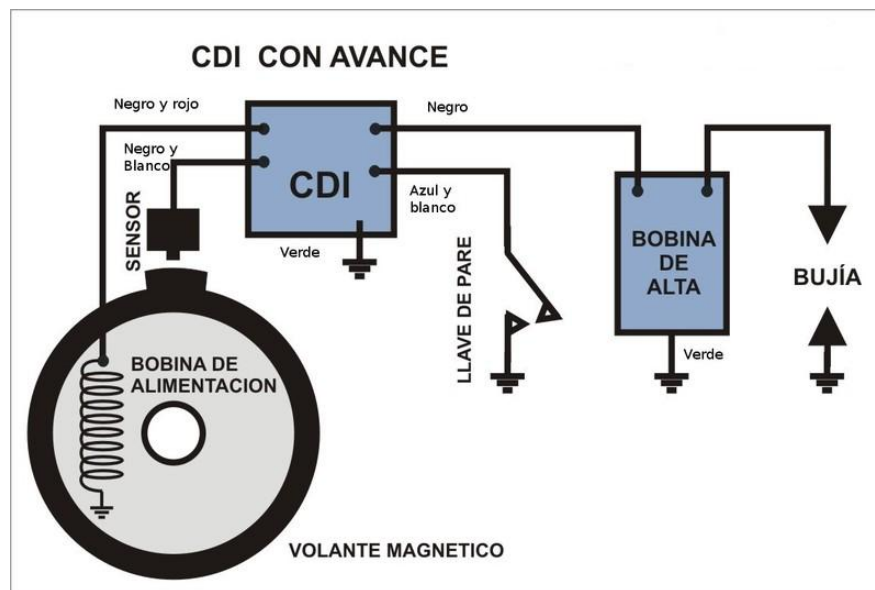 CDI CON AVANCE
Negro y rojo
Negro
Negro y
Blanco
CDI
Azul y
blanco
SENSOR
Verde
LLAVE DE PARE
BOBINA
DE
ALTA
BUJÍA
Verde
BOBINA DE
ALIMENTACION
VOLANTE MAGNETICO